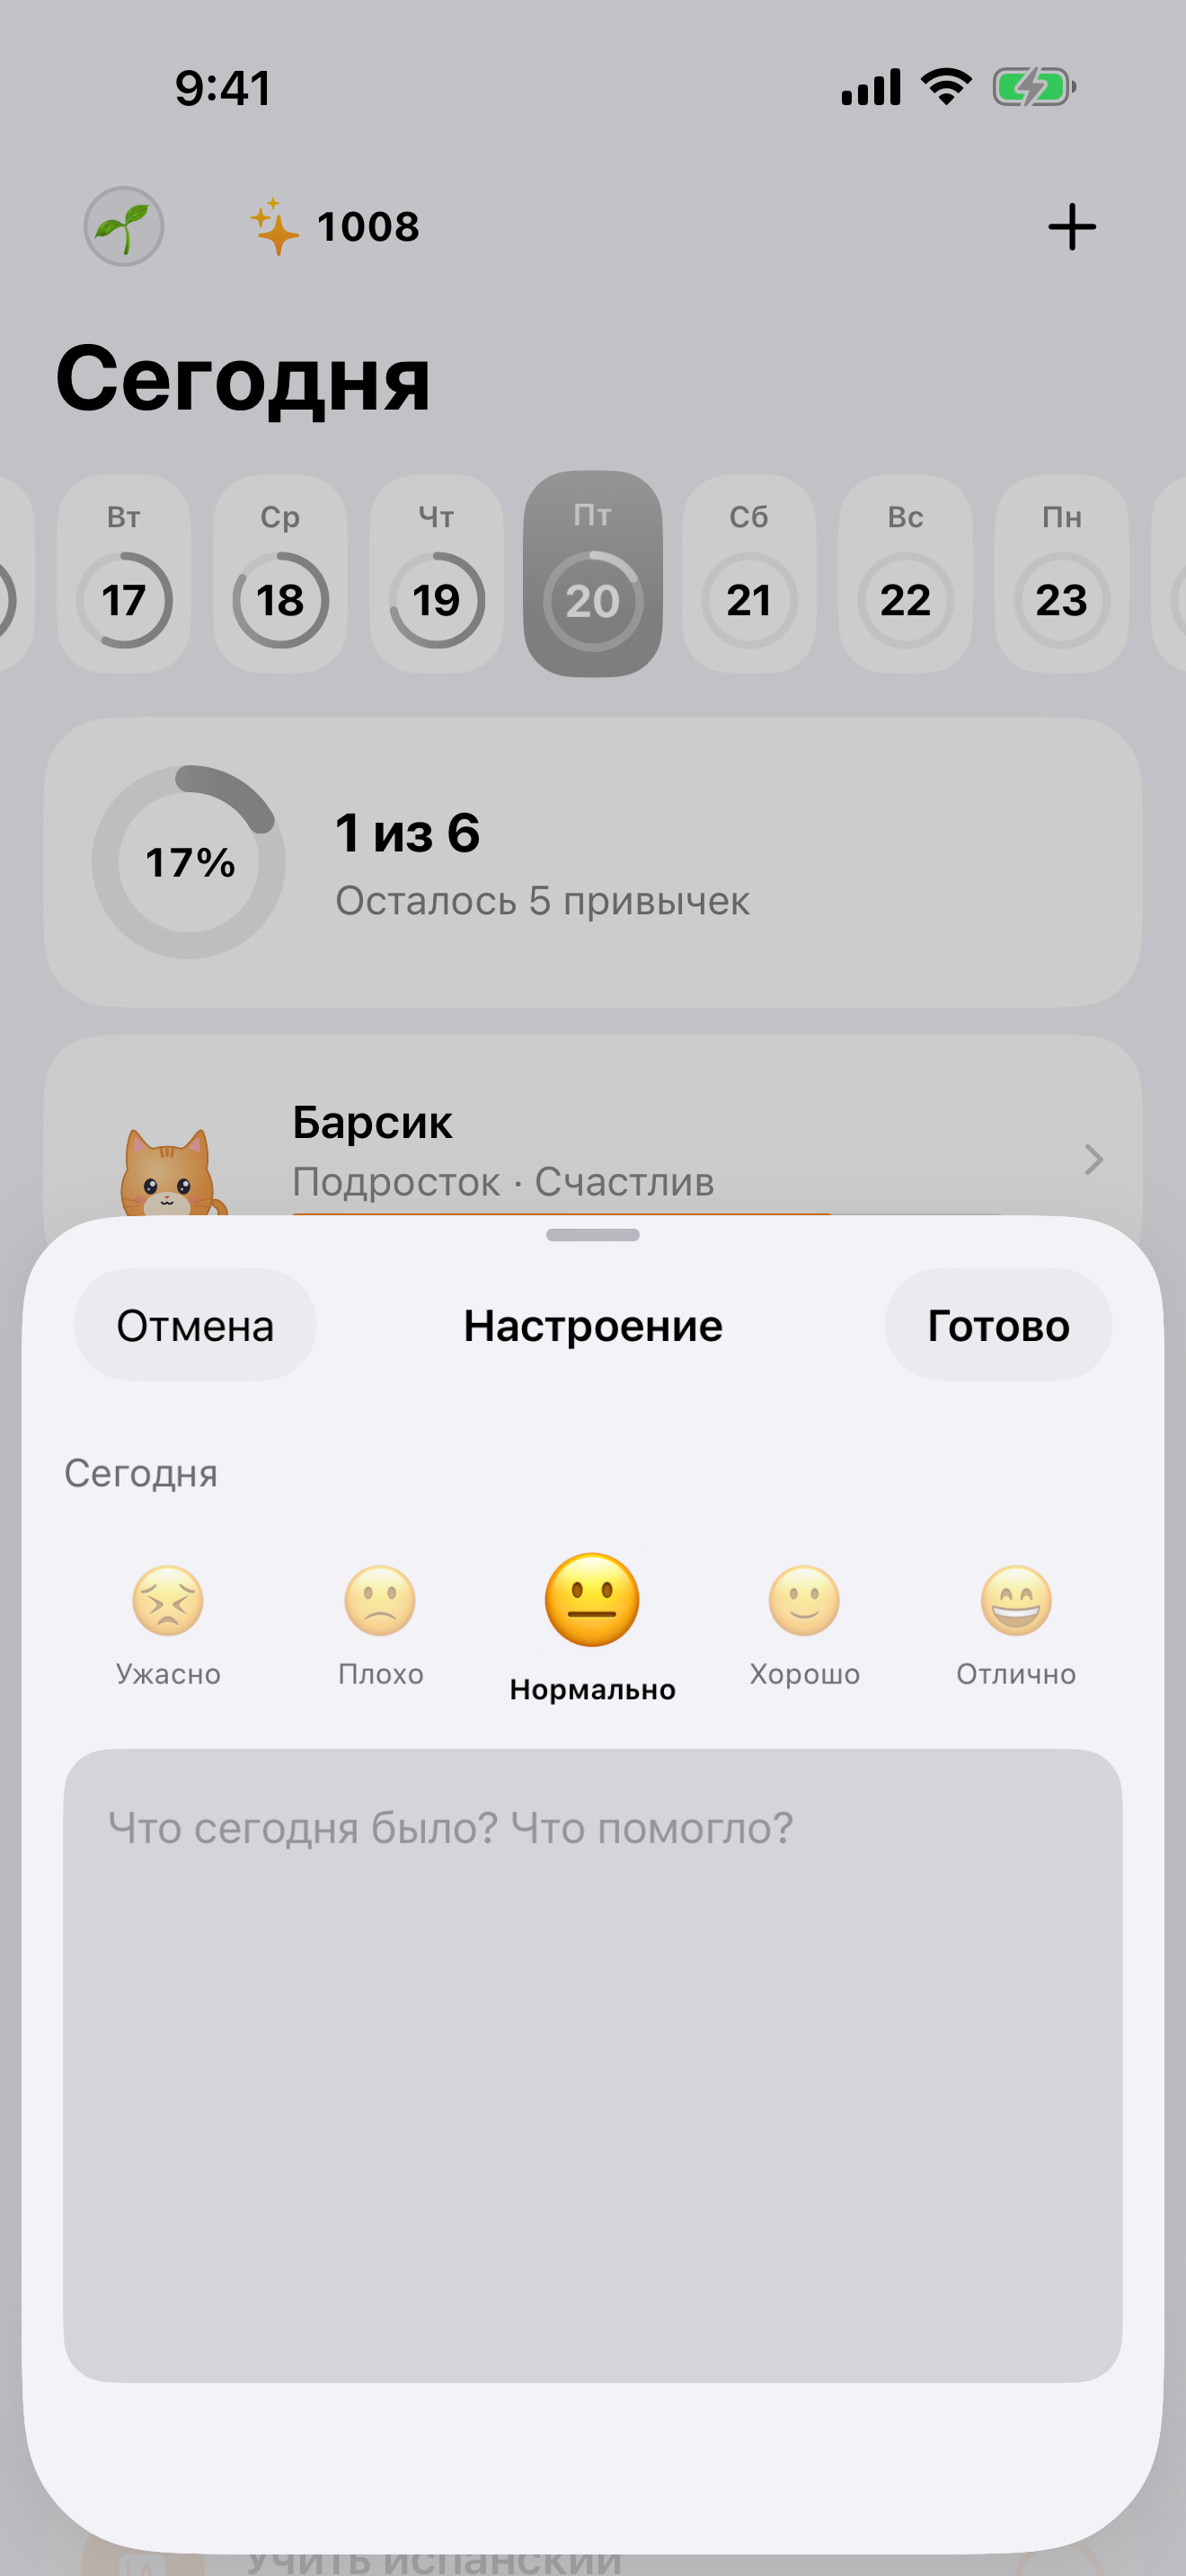 9:41
1008
Сегодня
Вт Ср Чт Пт Сб Вс Пн
17 18 19 20 21 22 23
17%
1 из 6
Осталось 5 привычек
Барсик
Подросток · Счастлив
Отмена Настроение Готово
Сегодня
Ужасно Плохо Нормально Хорошо Отлично
Что сегодня было? Что помогло?
Учить испанский